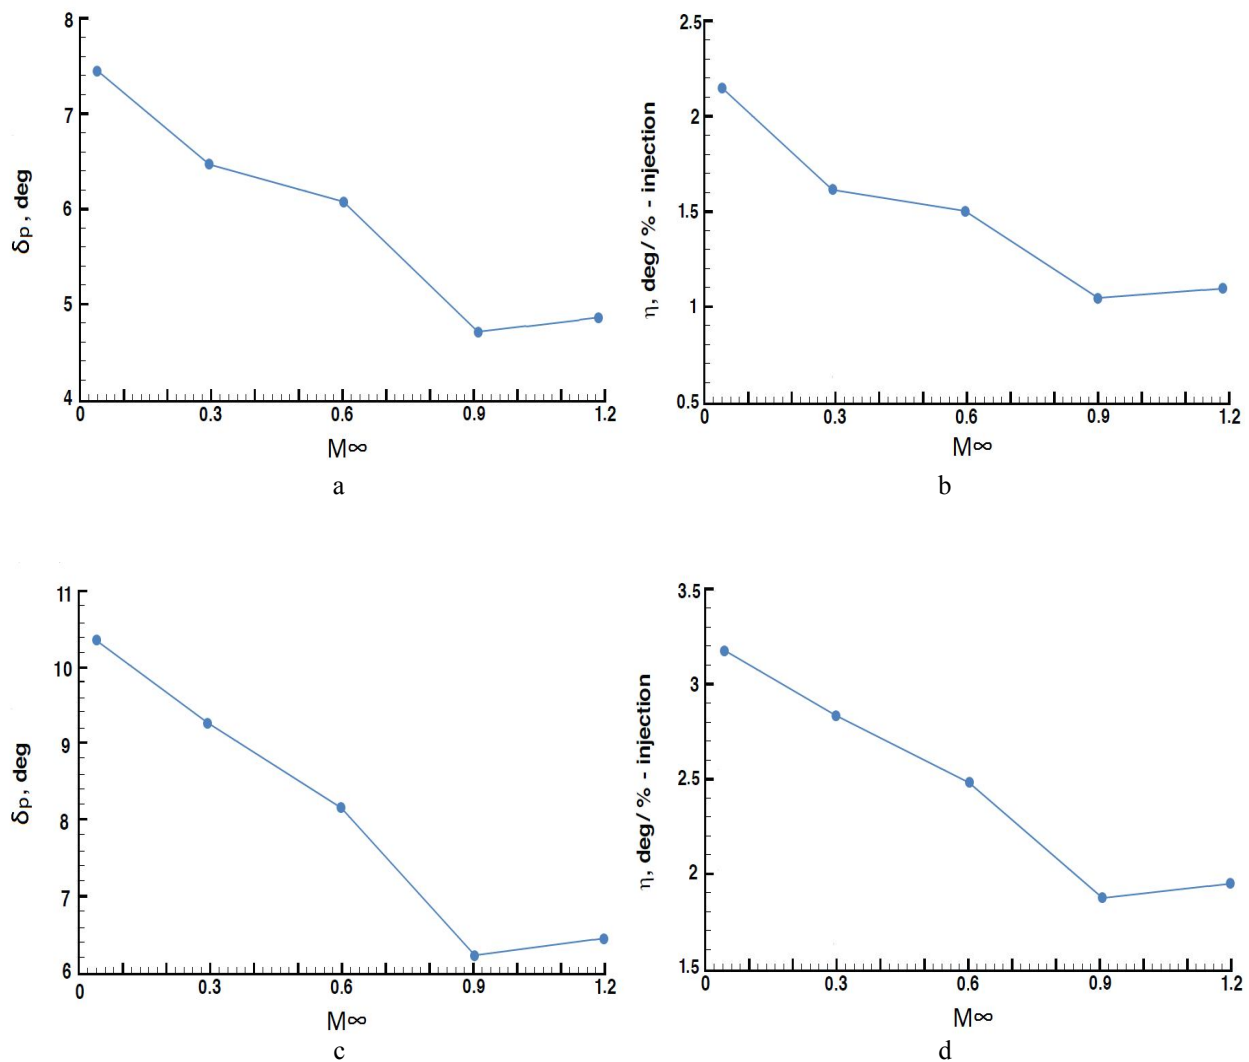 8
7
6
5
4
δp , deg
0 0.3 0.6 0.9 1.2
M∞
a
2.5
2
1.5
1
0.5
η, deg/ % - injection
0 0.3 0.6 0.9 1.2
M∞
b
11
10
9
8
7
6
δp, deg
0 0.3 0.6 0.9 1.2
M∞
c
3.5
3
2.5
2
1.5
η, deg/ % - injection
0 0.3 0.6 0.9 1.2
M∞
d